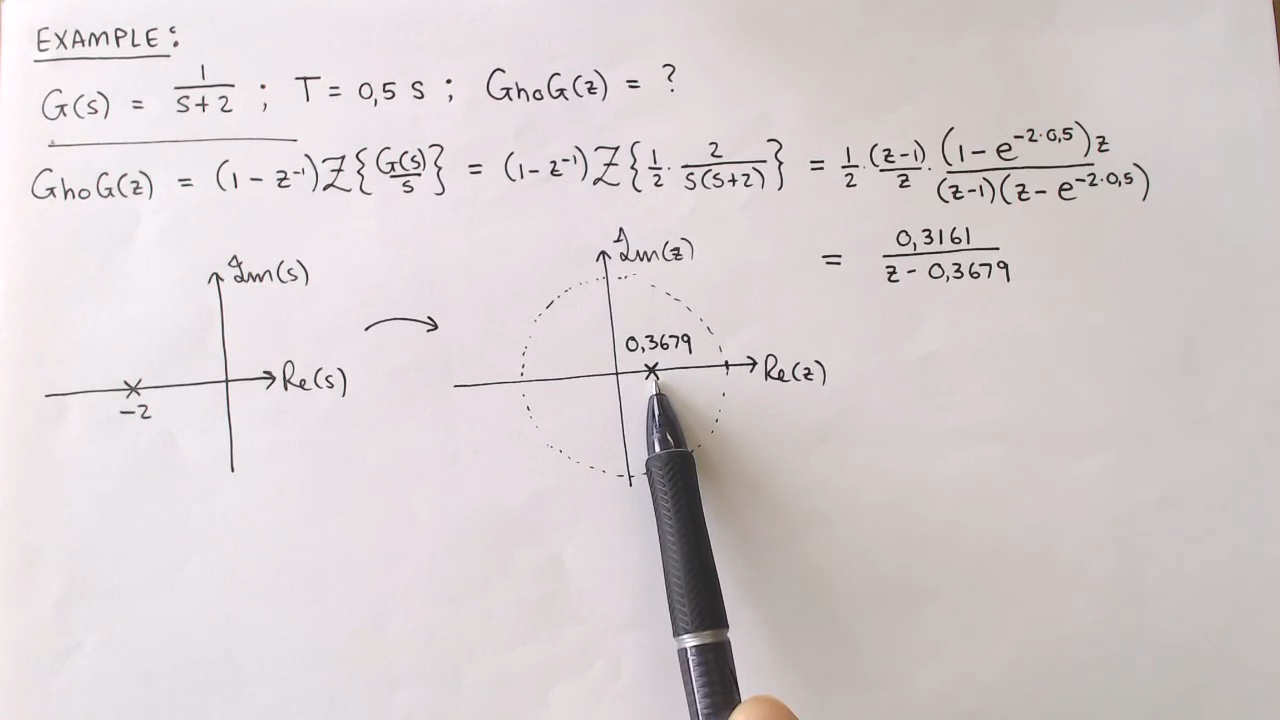 EXAMPLE:
G(s) = 1/(s+2) ; T = 0,5 s ; GhoG(z) = ?
GhoG(z) = (1 - z⁻¹) Z{G(s)/s} = (1 - z⁻¹) Z{1/2 · 2/(s(s+2))} = 1/2 · (z-1)/z · (1 - e^(-2·0,5))z/((z-1)(z - e^(-2·0,5)))
= 0,3161/(z - 0,3679)
Im(s)
Re(s)
-2
Im(z)
0,3679
Re(z)